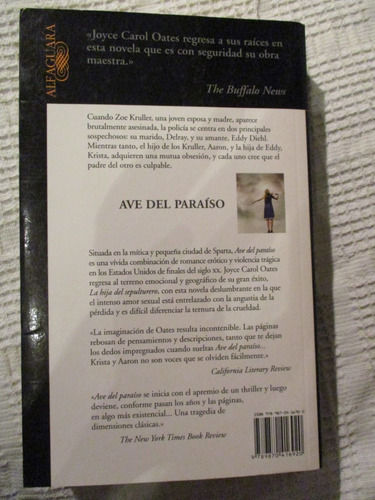 ALFAGUARA
«Joyce Carol Oates regresa a sus raíces en
esta novela que es con seguridad su obra
maestra.»
The Buffalo News
Cuando Zoe Kruller, una joven esposa y madre, aparece
brutalmente asesinada, la policía se centra en dos principales
sospechosos: su marido, Delray, y su amante, Eddy Diehl.
Mientras tanto, el hijo de los Kruller, Aaron, y la hija de Eddy,
Krista, adquieren una mutua obsesión, y cada uno cree que el
padre del otro es culpable.
AVE DEL PARAÍSO
Situada en la mítica y pequeña ciudad de Sparta, Ave del paraíso
es una vívida combinación de romance erótico y violencia trágica
en los Estados Unidos de finales del siglo XX. Joyce Carol Oates
regresa al terreno emocional y geográfico de su gran éxito,
La hija del sepulturero, con esta novela deslumbrante en la que
el intenso amor sexual está entrelazado con la angustia de la
pérdida y es difícil diferenciar la ternura de la crueldad.
«La imaginación de Oates resulta incontenible. Las páginas
rebosan de pensamientos y descripciones, tanto que te dejan
los dedos impregnados cuando sueltas Ave del paraíso...
Krista y Aaron no son voces que se olviden fácilmente.»
California Literary Review
«Ave del paraíso se inicia con el apremio de un thriller y luego
deviene, conforme pasan los años y las páginas,
en algo más existencial... Una tragedia de
dimensiones clásicas.»
The New York Times Book Review
9789870416920